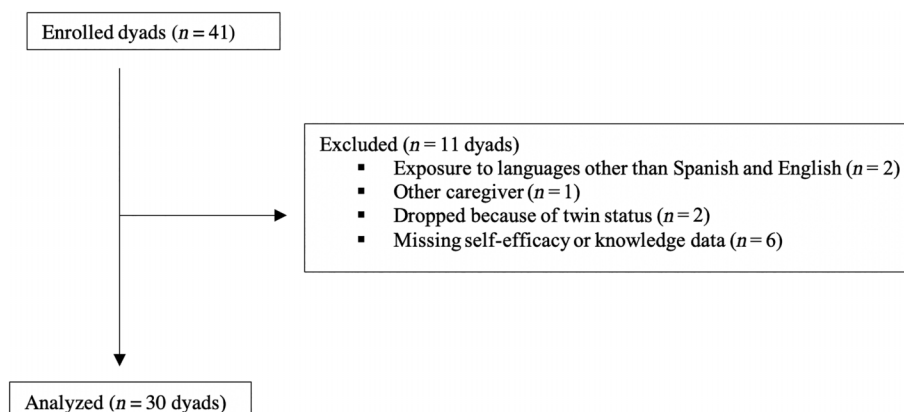 Enrolled dyads (n = 41)
Excluded (n = 11 dyads)
▪ Exposure to languages other than Spanish and English (n = 2)
▪ Other caregiver (n = 1)
▪ Dropped because of twin status (n = 2)
▪ Missing self-efficacy or knowledge data (n = 6)
Analyzed (n = 30 dyads)